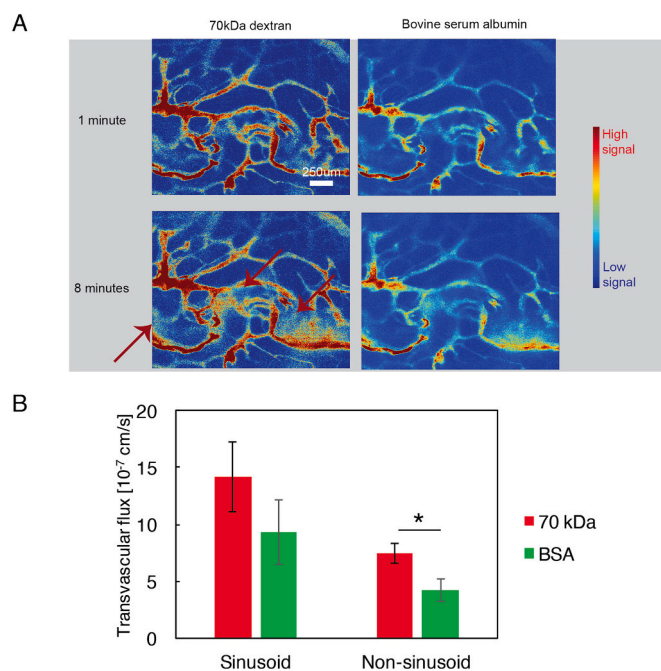 A
70kDa dextran
Bovine serum albumin
1 minute
250um
High
signal
8 minutes
Low
signal
B
Transvascular flux [10⁻⁷ cm/s]
20
15
10
5
0
*
70 kDa
BSA
Sinusoid
Non-sinusoid